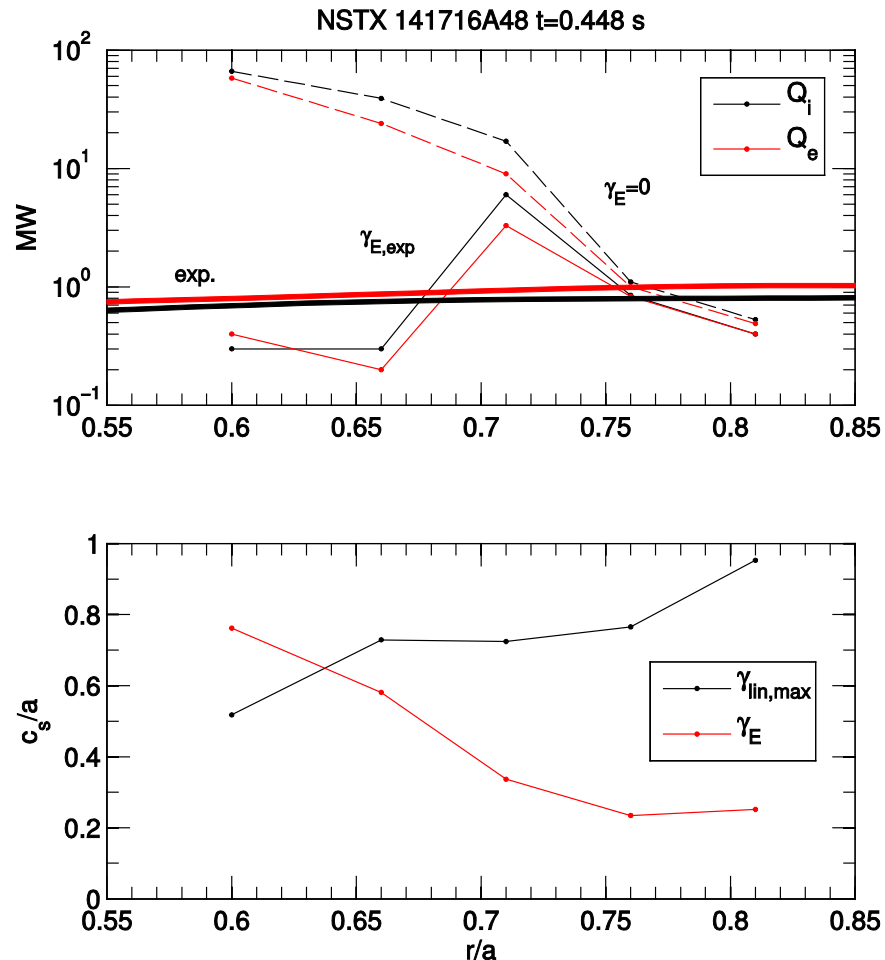 NSTX 141716A48 t=0.448 s
10^2
10^1
10^0
10^-1
MW
Q_i
Q_e
γ_E=0
γ_E,exp
exp.
0.55 0.6 0.65 0.7 0.75 0.8 0.85
1
0.8
0.6
0.4
0.2
0
c_s/a
γ_lin,max
γ_E
0.55 0.6 0.65 0.7 0.75 0.8 0.85
r/a